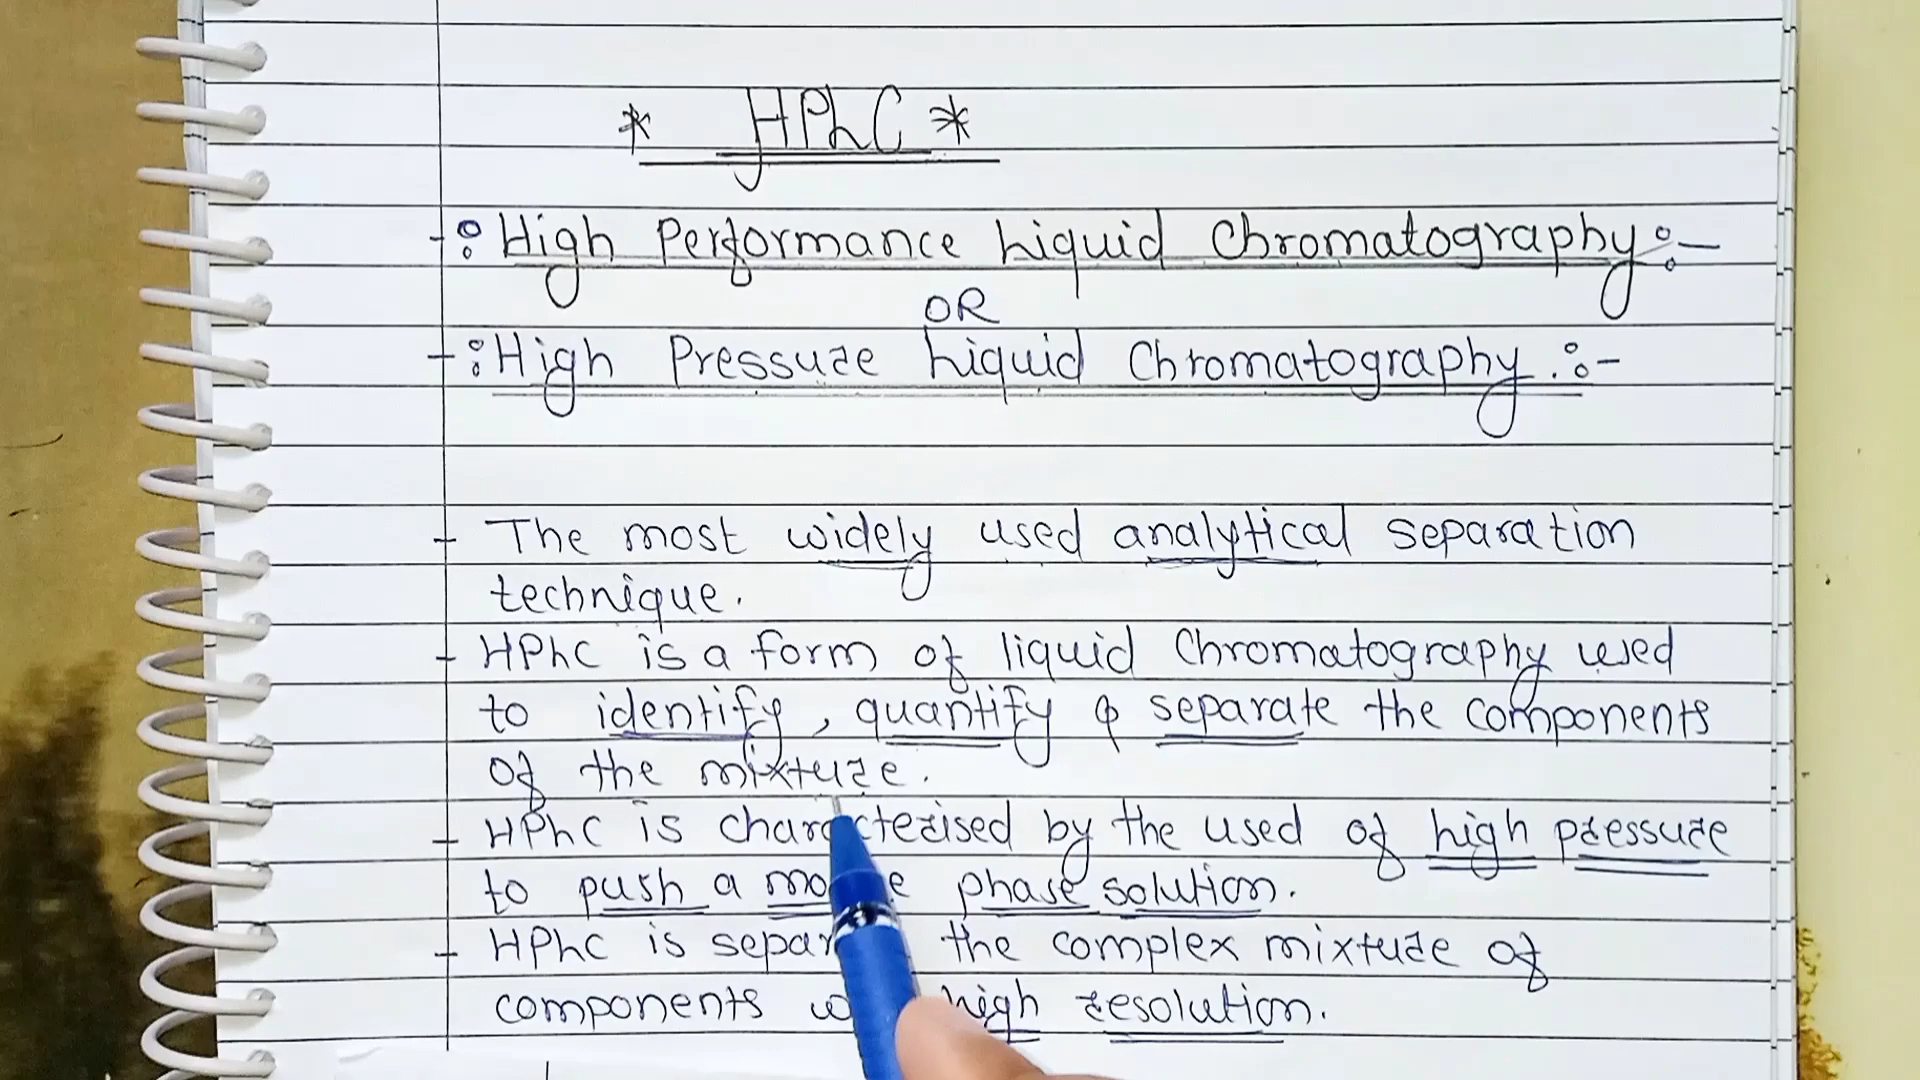 * HPLC *
-: High Performance Liquid Chromatography :-
OR
-: High Pressure Liquid Chromatography :-
- The most widely used analytical separation
technique.
- HPLC is a form of liquid Chromatography used
to identify, quantify & separate the components
of the mixture.
- HPLC is characterised by the used of high pressure
to push a phase solution.
- HPLC is the complex mixture of
components high resolution.